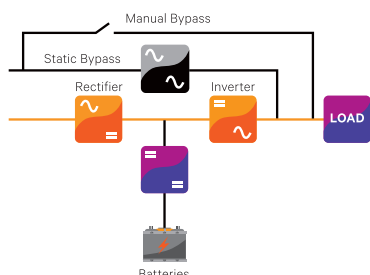 Manual Bypass
Static Bypass
Rectifier
Inverter
LOAD
Batteries